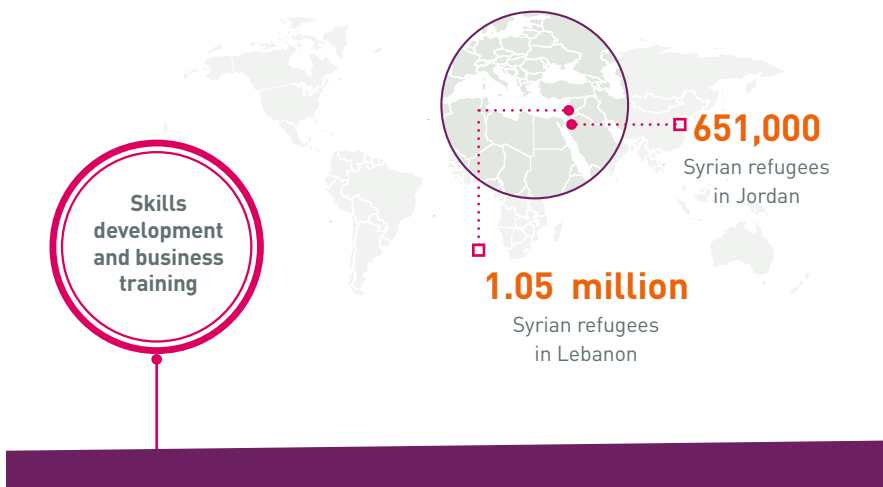 651,000
Syrian refugees
in Jordan
Skills
development
and business
training
1.05 million
Syrian refugees
in Lebanon